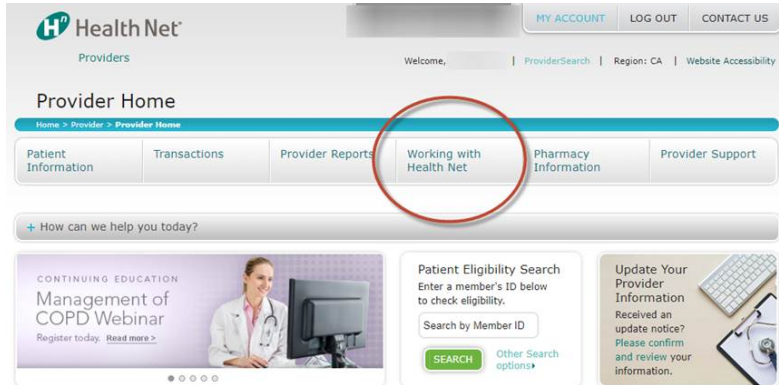 MY ACCOUNT LOG OUT CONTACT US
Hn Health Net
Providers
Welcome, | ProviderSearch | Region: CA | Website Accessibility
Provider Home
Home > Provider > Provider Home
Patient Information
Transactions
Provider Reports
Working with Health Net
Pharmacy Information
Provider Support
+ How can we help you today?
CONTINUING EDUCATION
Management of
COPD Webinar
Register today. Read more >
Patient Eligibility Search
Enter a member's ID below
to check eligibility.
Search by Member ID
SEARCH
Other Search
options
Update Your
Provider
Information
Received an
update notice?
Please confirm
and review your
information.